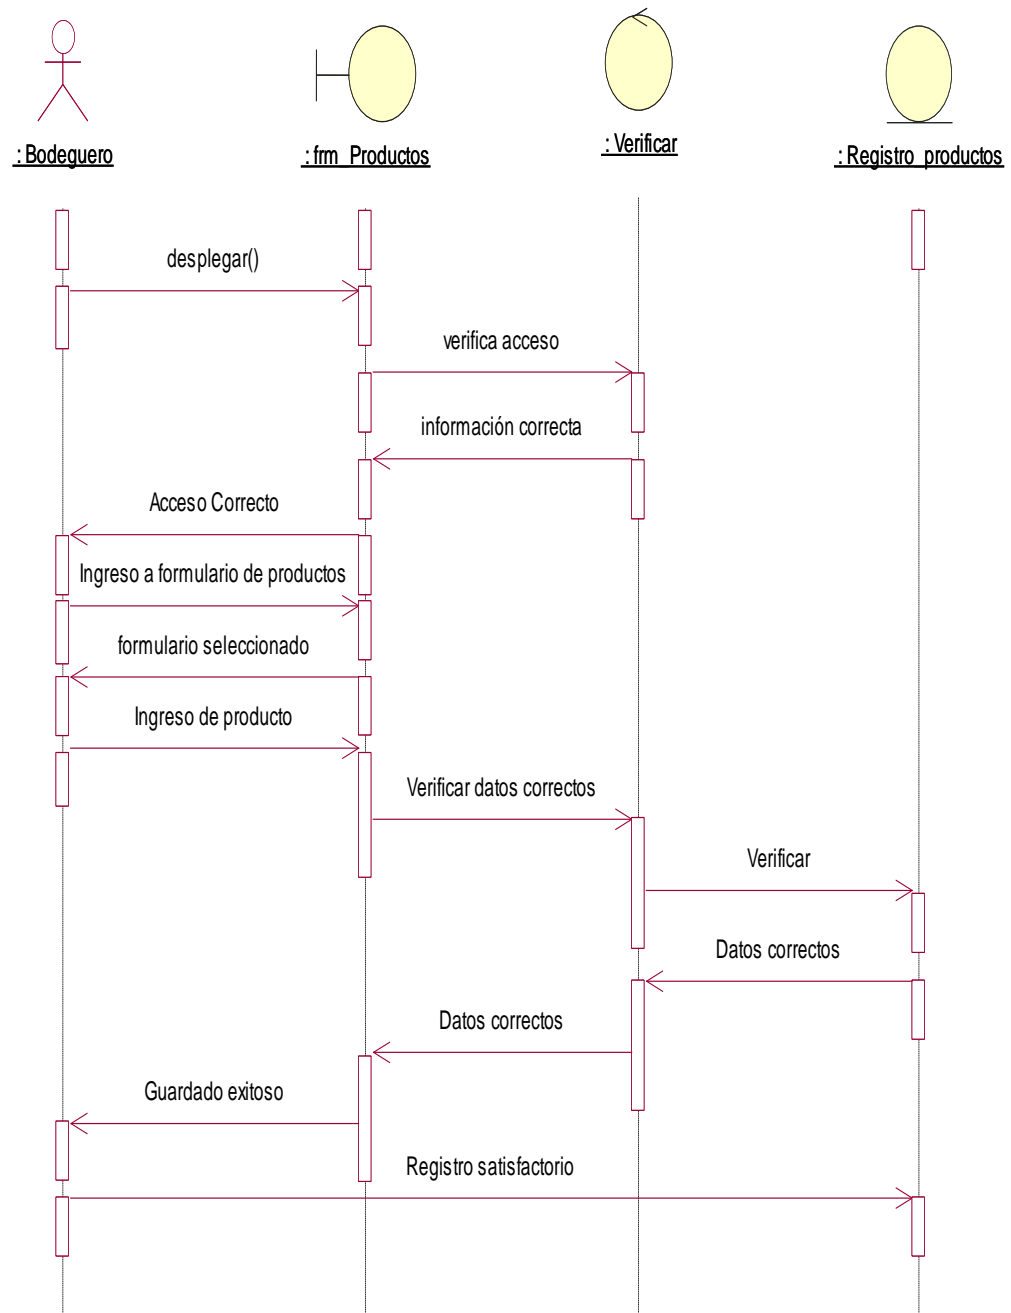 : Bodeguero
: frm_Productos
: Verificar
: Registro_productos
desplegar()
verifica acceso
información correcta
Acceso Correcto
Ingreso a formulario de productos
formulario seleccionado
Ingreso de producto
Verificar datos correctos
Verificar
Datos correctos
Datos correctos
Guardado exitoso
Registro satisfactorio